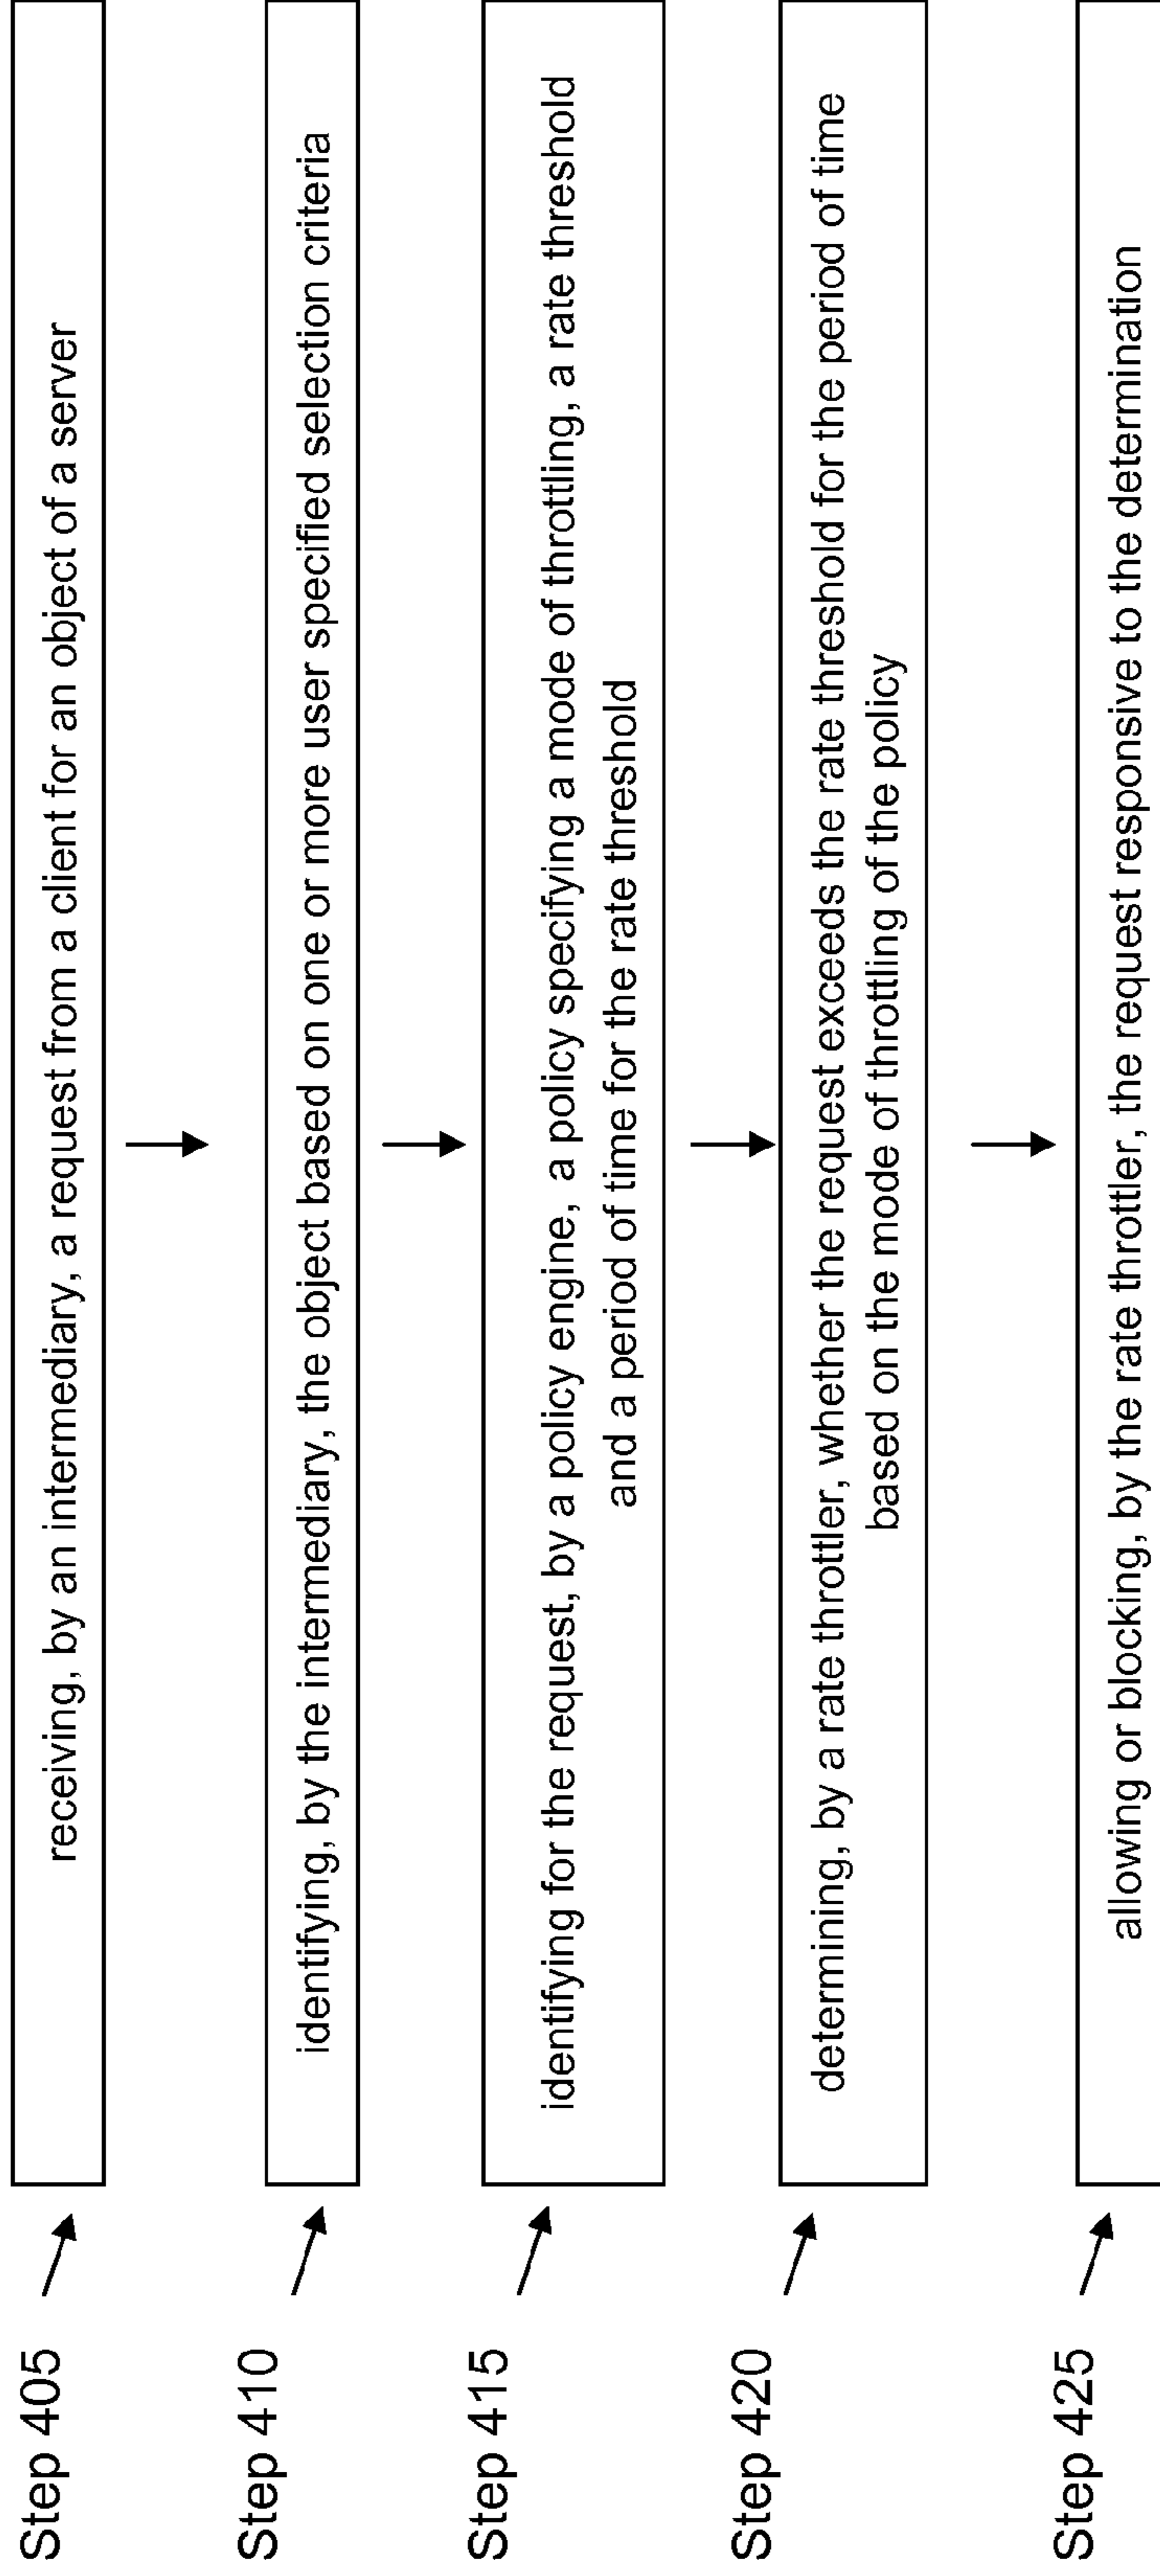 Step 405
receiving, by an intermediary, a request from a client for an object of a server
Step 410
identifying, by the intermediary, the object based on one or more user specified selection criteria
Step 415
identifying for the request, by a policy engine, a policy specifying a mode of throttling, a rate threshold
and a period of time for the rate threshold
Step 420
determining, by a rate throttler, whether the request exceeds the rate threshold for the period of time
based on the mode of throttling of the policy
Step 425
allowing or blocking, by the rate throttler, the request responsive to the determination